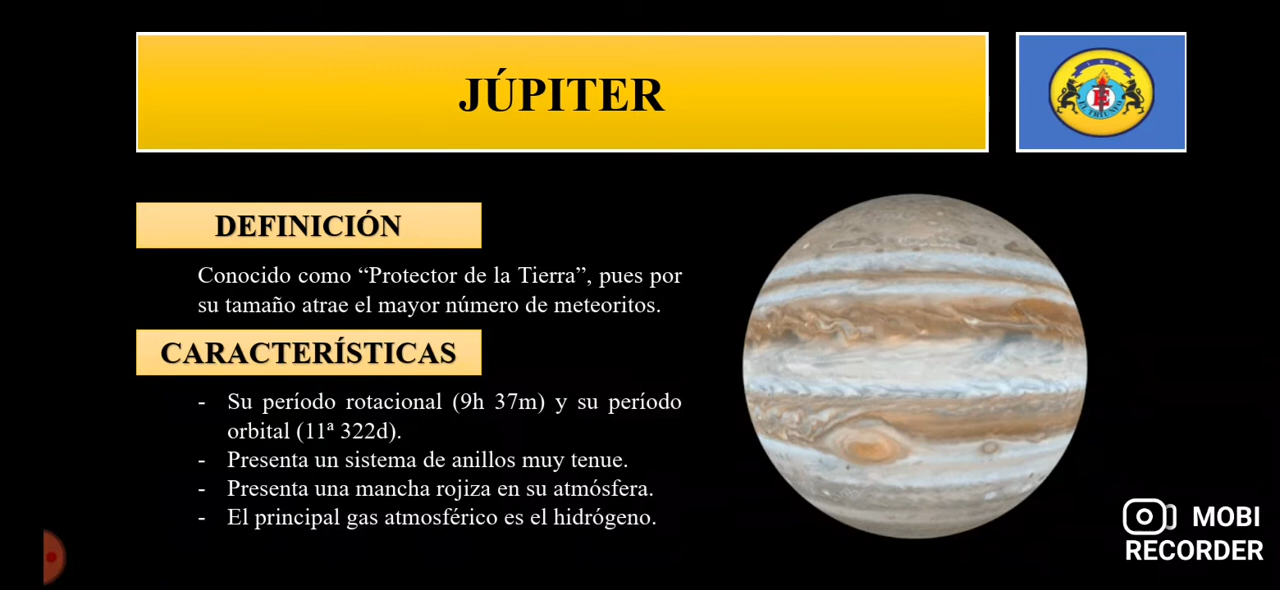 JÚPITER
I E P
E
EL TRIUNFO
DEFINICIÓN
Conocido como “Protector de la Tierra”, pues por
su tamaño atrae el mayor número de meteoritos.
CARACTERÍSTICAS
- Su período rotacional (9h 37m) y su período
orbital (11ª 322d).
- Presenta un sistema de anillos muy tenue.
- Presenta una mancha rojiza en su atmósfera.
- El principal gas atmosférico es el hidrógeno.
MOBI
RECORDER